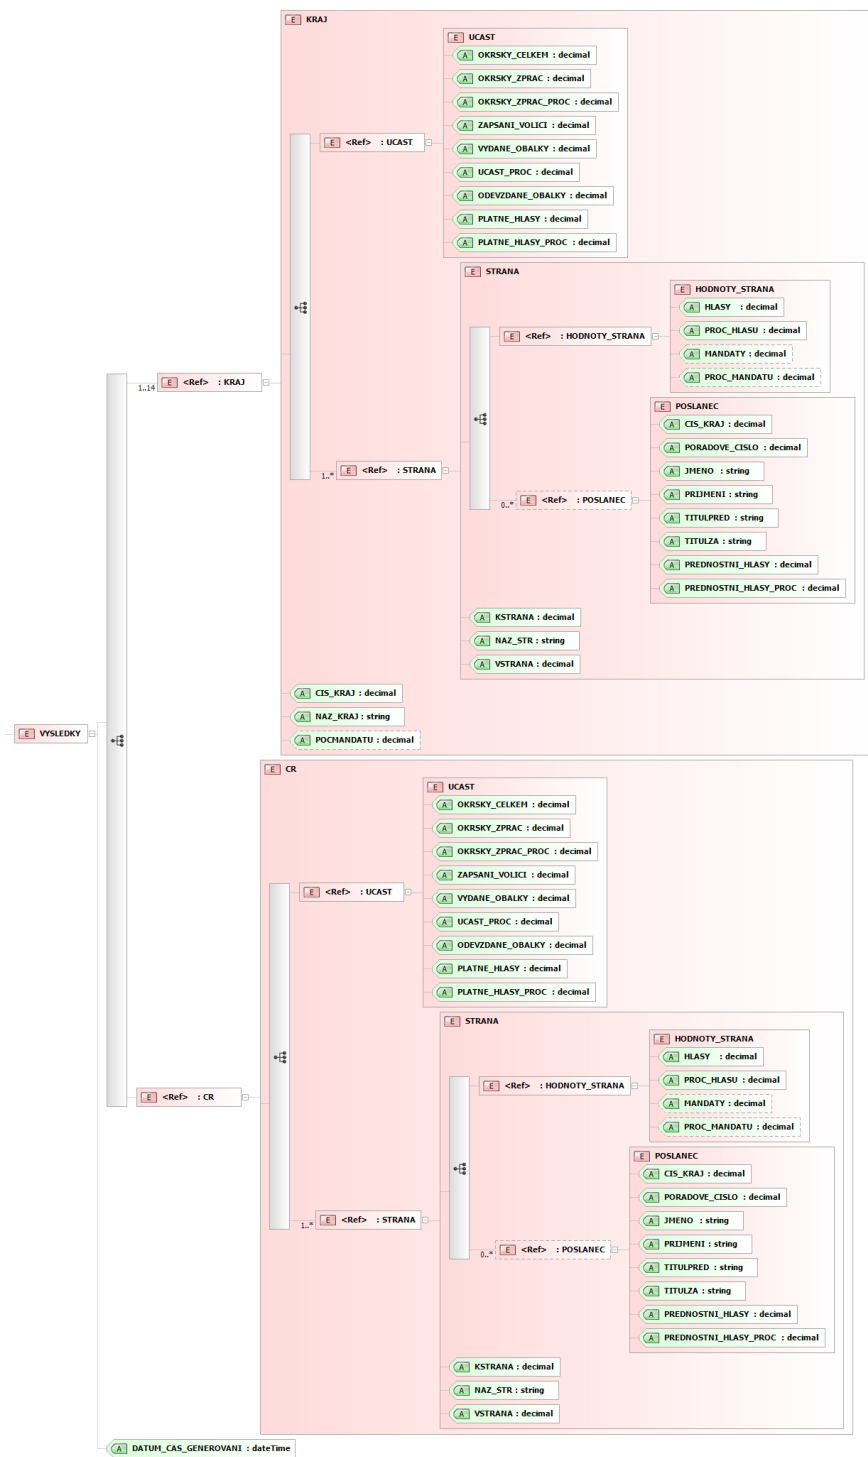 E KRAJ
E UCAST
A OKRSKY_CELKEM : decimal
A OKRSKY_ZPRAC : decimal
A OKRSKY_ZPRAC_PROC : decimal
A ZAPSANI_VOLICI : decimal
E <Ref> : UCAST
A VYDANE_OBALKY : decimal
A UCAST_PROC : decimal
A ODEVZDANE_OBALKY : decimal
A PLATNE_HLASY : decimal
A PLATNE_HLASY_PROC : decimal
E STRANA
E HODNOTY_STRANA
A HLASY : decimal
A PROC_HLASU : decimal
E <Ref> : HODNOTY_STRANA
A MANDATY : decimal
A PROC_MANDATU : decimal
1..14 E <Ref> : KRAJ
E POSLANEC
A CIS_KRAJ : decimal
A PORADOVE_CISLO : decimal
A JMENO : string
1..* E <Ref> : STRANA
A PRIJMENI : string
0..* E <Ref> : POSLANEC
A TITULPRED : string
A TITULZA : string
A PREDNOSTNI_HLASY : decimal
A PREDNOSTNI_HLASY_PROC : decimal
A KSTRANA : decimal
A NAZ_STR : string
A VSTRANA : decimal
A CIS_KRAJ : decimal
A NAZ_KRAJ : string
E VYSLEDKY
A POCMANDATU : decimal
E CR
E UCAST
A OKRSKY_CELKEM : decimal
A OKRSKY_ZPRAC : decimal
A OKRSKY_ZPRAC_PROC : decimal
A ZAPSANI_VOLICI : decimal
E <Ref> : UCAST
A VYDANE_OBALKY : decimal
A UCAST_PROC : decimal
A ODEVZDANE_OBALKY : decimal
A PLATNE_HLASY : decimal
A PLATNE_HLASY_PROC : decimal
E STRANA
E HODNOTY_STRANA
A HLASY : decimal
A PROC_HLASU : decimal
E <Ref> : HODNOTY_STRANA
E <Ref> : CR
A MANDATY : decimal
A PROC_MANDATU : decimal
E POSLANEC
A CIS_KRAJ : decimal
A PORADOVE_CISLO : decimal
A JMENO : string
1..* E <Ref> : STRANA
A PRIJMENI : string
0..* E <Ref> : POSLANEC
A TITULPRED : string
A TITULZA : string
A PREDNOSTNI_HLASY : decimal
A PREDNOSTNI_HLASY_PROC : decimal
A KSTRANA : decimal
A NAZ_STR : string
A VSTRANA : decimal
A DATUM_CAS_GENEROVANI : dateTime